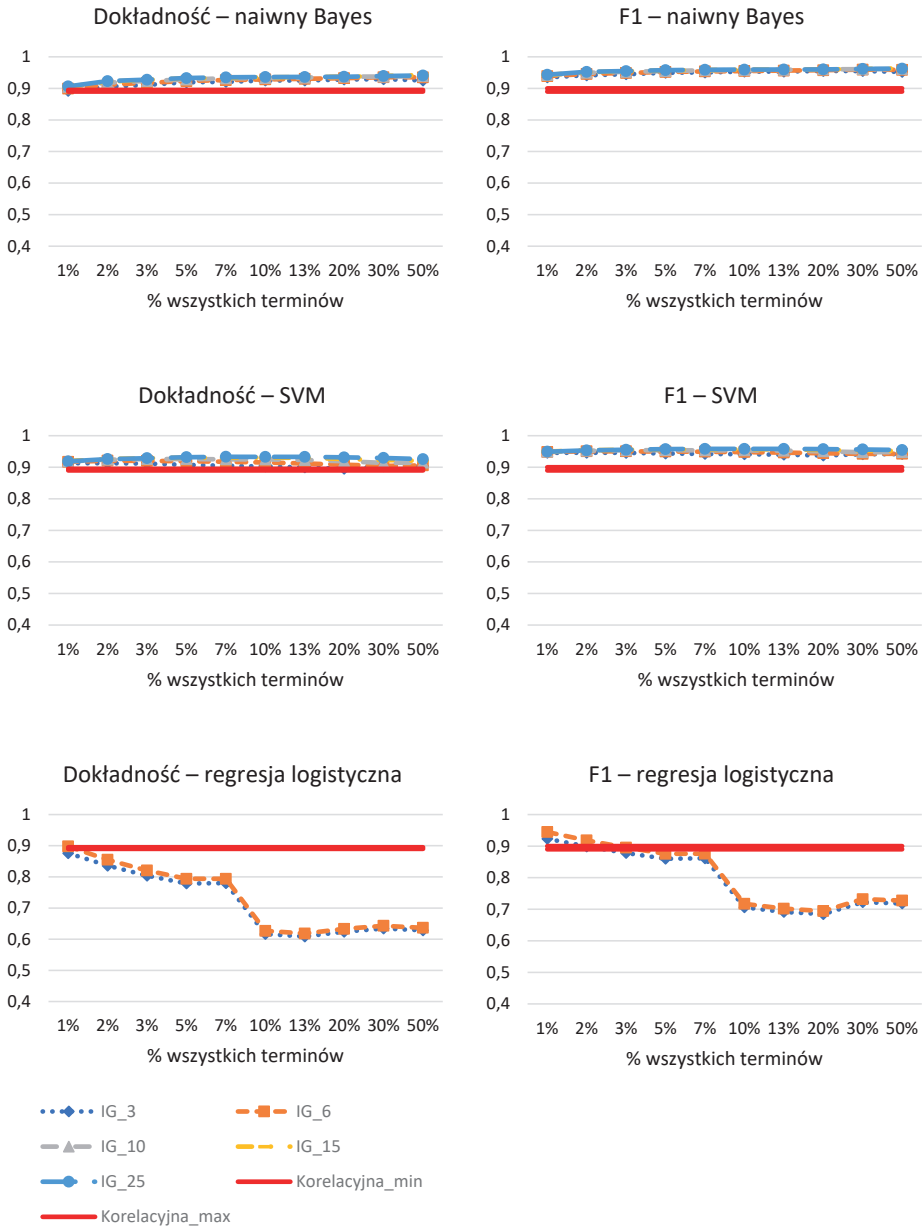 Dokładność – naiwny Bayes
1
0,9
0,8
0,7
0,6
0,5
0,4
1% 2% 3% 5% 7% 10% 13% 20% 30% 50%
% wszystkich terminów
F1 – naiwny Bayes
1
0,9
0,8
0,7
0,6
0,5
0,4
1% 2% 3% 5% 7% 10% 13% 20% 30% 50%
% wszystkich terminów
Dokładność – SVM
1
0,9
0,8
0,7
0,6
0,5
0,4
1% 2% 3% 5% 7% 10% 13% 20% 30% 50%
% wszystkich terminów
F1 – SVM
1
0,9
0,8
0,7
0,6
0,5
0,4
1% 2% 3% 5% 7% 10% 13% 20% 30% 50%
% wszystkich terminów
Dokładność – regresja logistyczna
1
0,9
0,8
0,7
0,6
0,5
0,4
1% 2% 3% 5% 7% 10% 13% 20% 30% 50%
% wszystkich terminów
F1 – regresja logistyczna
1
0,9
0,8
0,7
0,6
0,5
0,4
1% 2% 3% 5% 7% 10% 13% 20% 30% 50%
% wszystkich terminów
IG_3
IG_6
IG_10
IG_15
IG_25
Korelacyjna_min
Korelacyjna_max